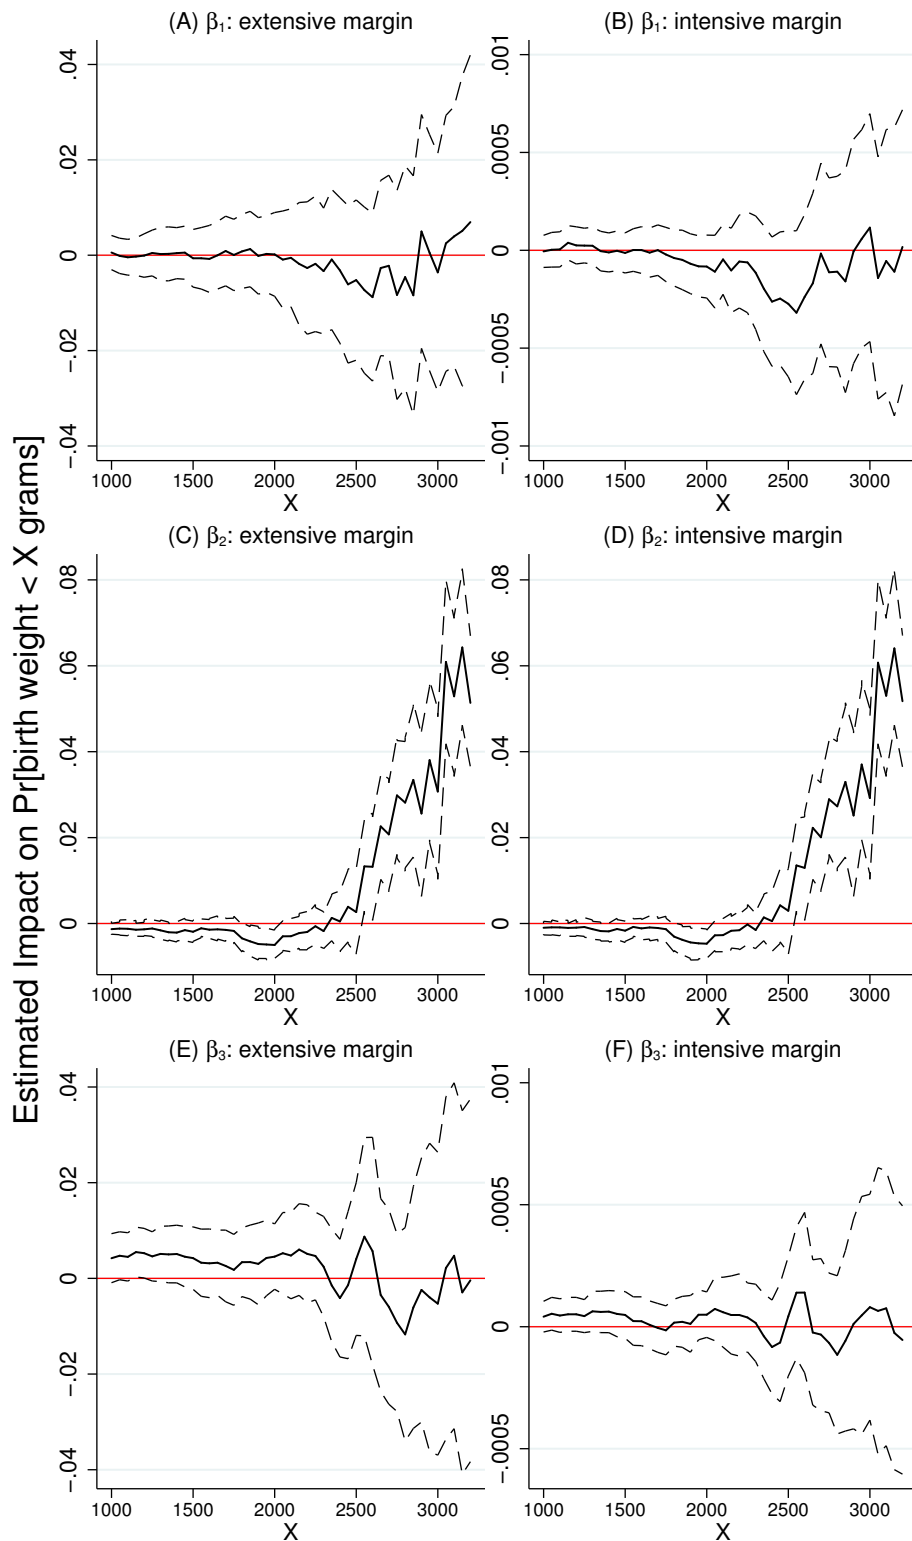 Estimated Impact on Pr[birth weight < X grams]
(A) β₁: extensive margin
.04
.02
0
−.02
−.04
1000 1500 2000 2500 3000
X
(B) β₁: intensive margin
.001
.0005
0
−.0005
−.001
1000 1500 2000 2500 3000
X
(C) β₂: extensive margin
.08
.06
.04
.02
0
1000 1500 2000 2500 3000
X
(D) β₂: intensive margin
.08
.06
.04
.02
0
1000 1500 2000 2500 3000
X
(E) β₃: extensive margin
.04
.02
0
−.02
−.04
1000 1500 2000 2500 3000
X
(F) β₃: intensive margin
.001
.0005
0
−.0005
1000 1500 2000 2500 3000
X